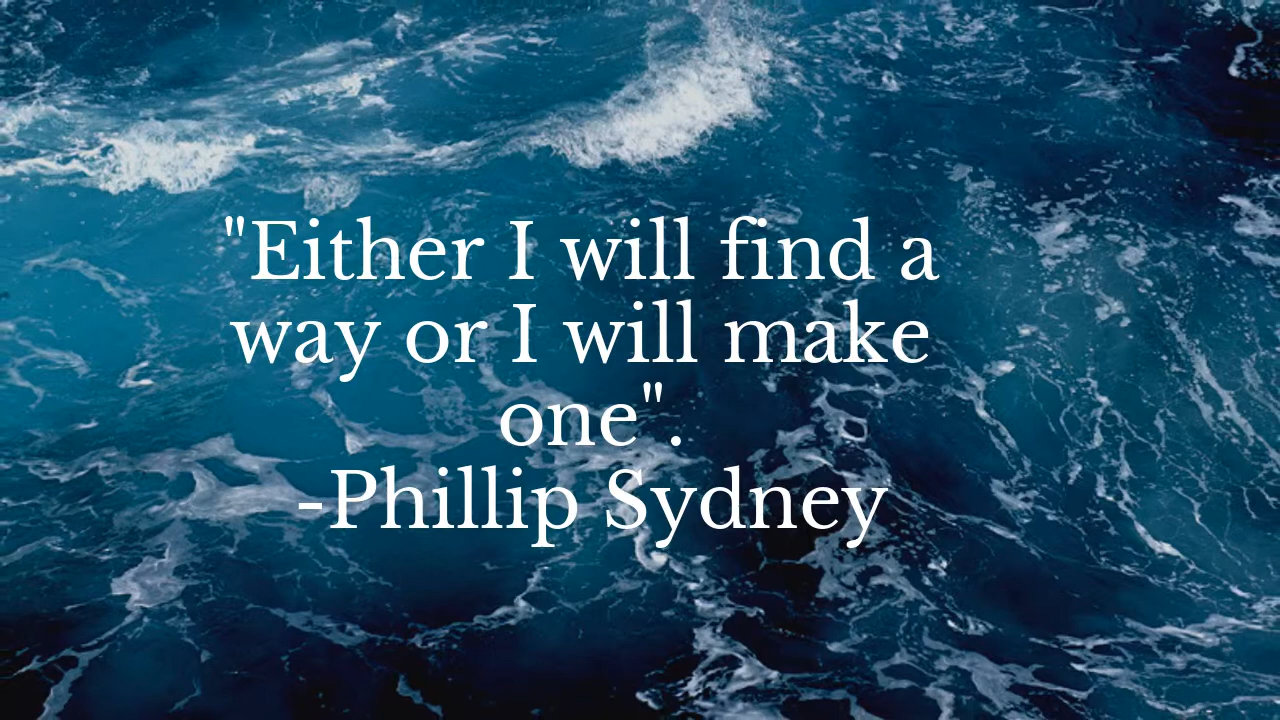 "Either I will find a
way or I will make
one".
-Phillip Sydney